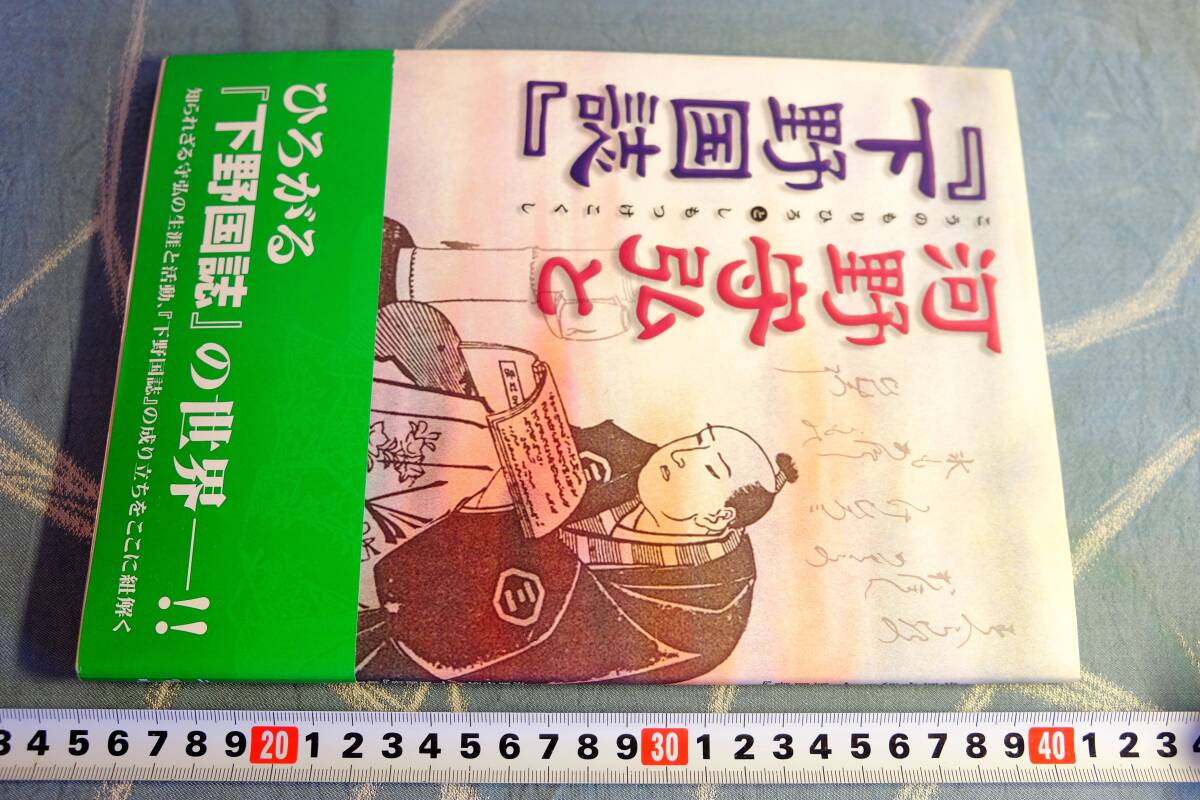 河野守弘と
こうのもりひろ と しもつけこくし
『下野国誌』
ひろがる
『下野国誌』の世界――!!
知られざる守弘の生涯と活動、『下野国誌』の成り立ちをここに紐解く
3 4 5 6 7 8 9 20 1 2 3 4 5 6 7 8 9 30 1 2 3 4 5 6 7 8 9 40 1 2 3 4